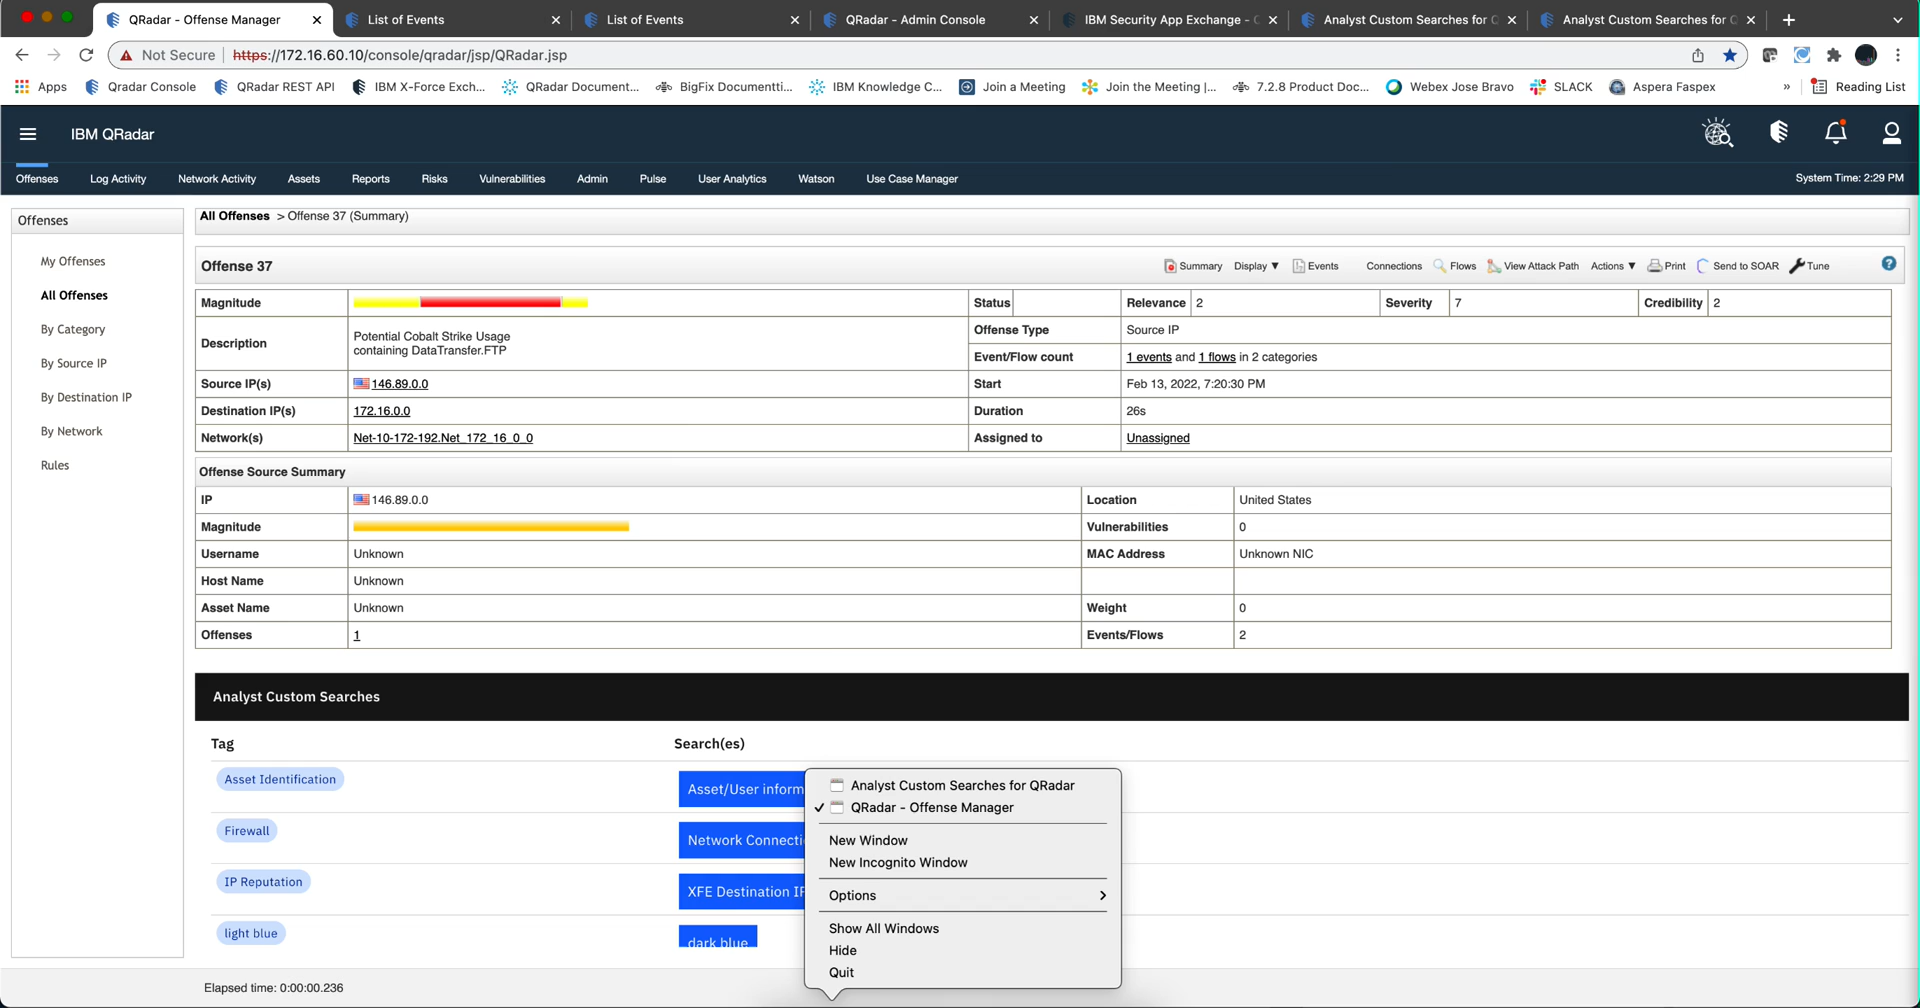 QRadar - Offense Manager
List of Events
List of Events
QRadar - Admin Console
IBM Security App Exchange -
Analyst Custom Searches for
Analyst Custom Searches for
Not Secure
https://172.16.60.10/console/qradar/jsp/QRadar.jsp
Apps
Qradar Console
QRadar REST API
IBM X-Force Exch...
QRadar Document...
BigFix Documentti...
IBM Knowledge C...
Join a Meeting
Join the Meeting |...
7.2.8 Product Doc...
Webex Jose Bravo
SLACK
Aspera Faspex
»
Reading List
IBM QRadar
Offenses
Log Activity
Network Activity
Assets
Reports
Risks
Vulnerabilities
Admin
Pulse
User Analytics
Watson
Use Case Manager
System Time: 2:29 PM
Offenses
My Offenses
All Offenses
By Category
By Source IP
By Destination IP
By Network
Rules
All Offenses > Offense 37 (Summary)
Offense 37
Summary
Display ▼
Events
Connections
Flows
View Attack Path
Actions ▼
Print
Send to SOAR
Tune
?
Magnitude
Status
Relevance 2
Severity 7
Credibility 2
Description
Potential Cobalt Strike Usage
containing DataTransfer.FTP
Offense Type
Source IP
Event/Flow count
1 events and 1 flows in 2 categories
Source IP(s)
146.89.0.0
Start
Feb 13, 2022, 7:20:30 PM
Destination IP(s)
172.16.0.0
Duration
26s
Network(s)
Net-10-172-192.Net_172_16_0_0
Assigned to
Unassigned
Offense Source Summary
IP
146.89.0.0
Location
United States
Magnitude
Vulnerabilities
0
Username
Unknown
MAC Address
Unknown NIC
Host Name
Unknown
Asset Name
Unknown
Weight
0
Offenses
1
Events/Flows
2
Analyst Custom Searches
Tag
Search(es)
Asset Identification
Asset/User inform
Firewall
Network Connecti
IP Reputation
XFE Destination IP
light blue
dark blue
Analyst Custom Searches for QRadar
✓ QRadar - Offense Manager
New Window
New Incognito Window
Options
Show All Windows
Hide
Quit
Elapsed time: 0:00:00.236